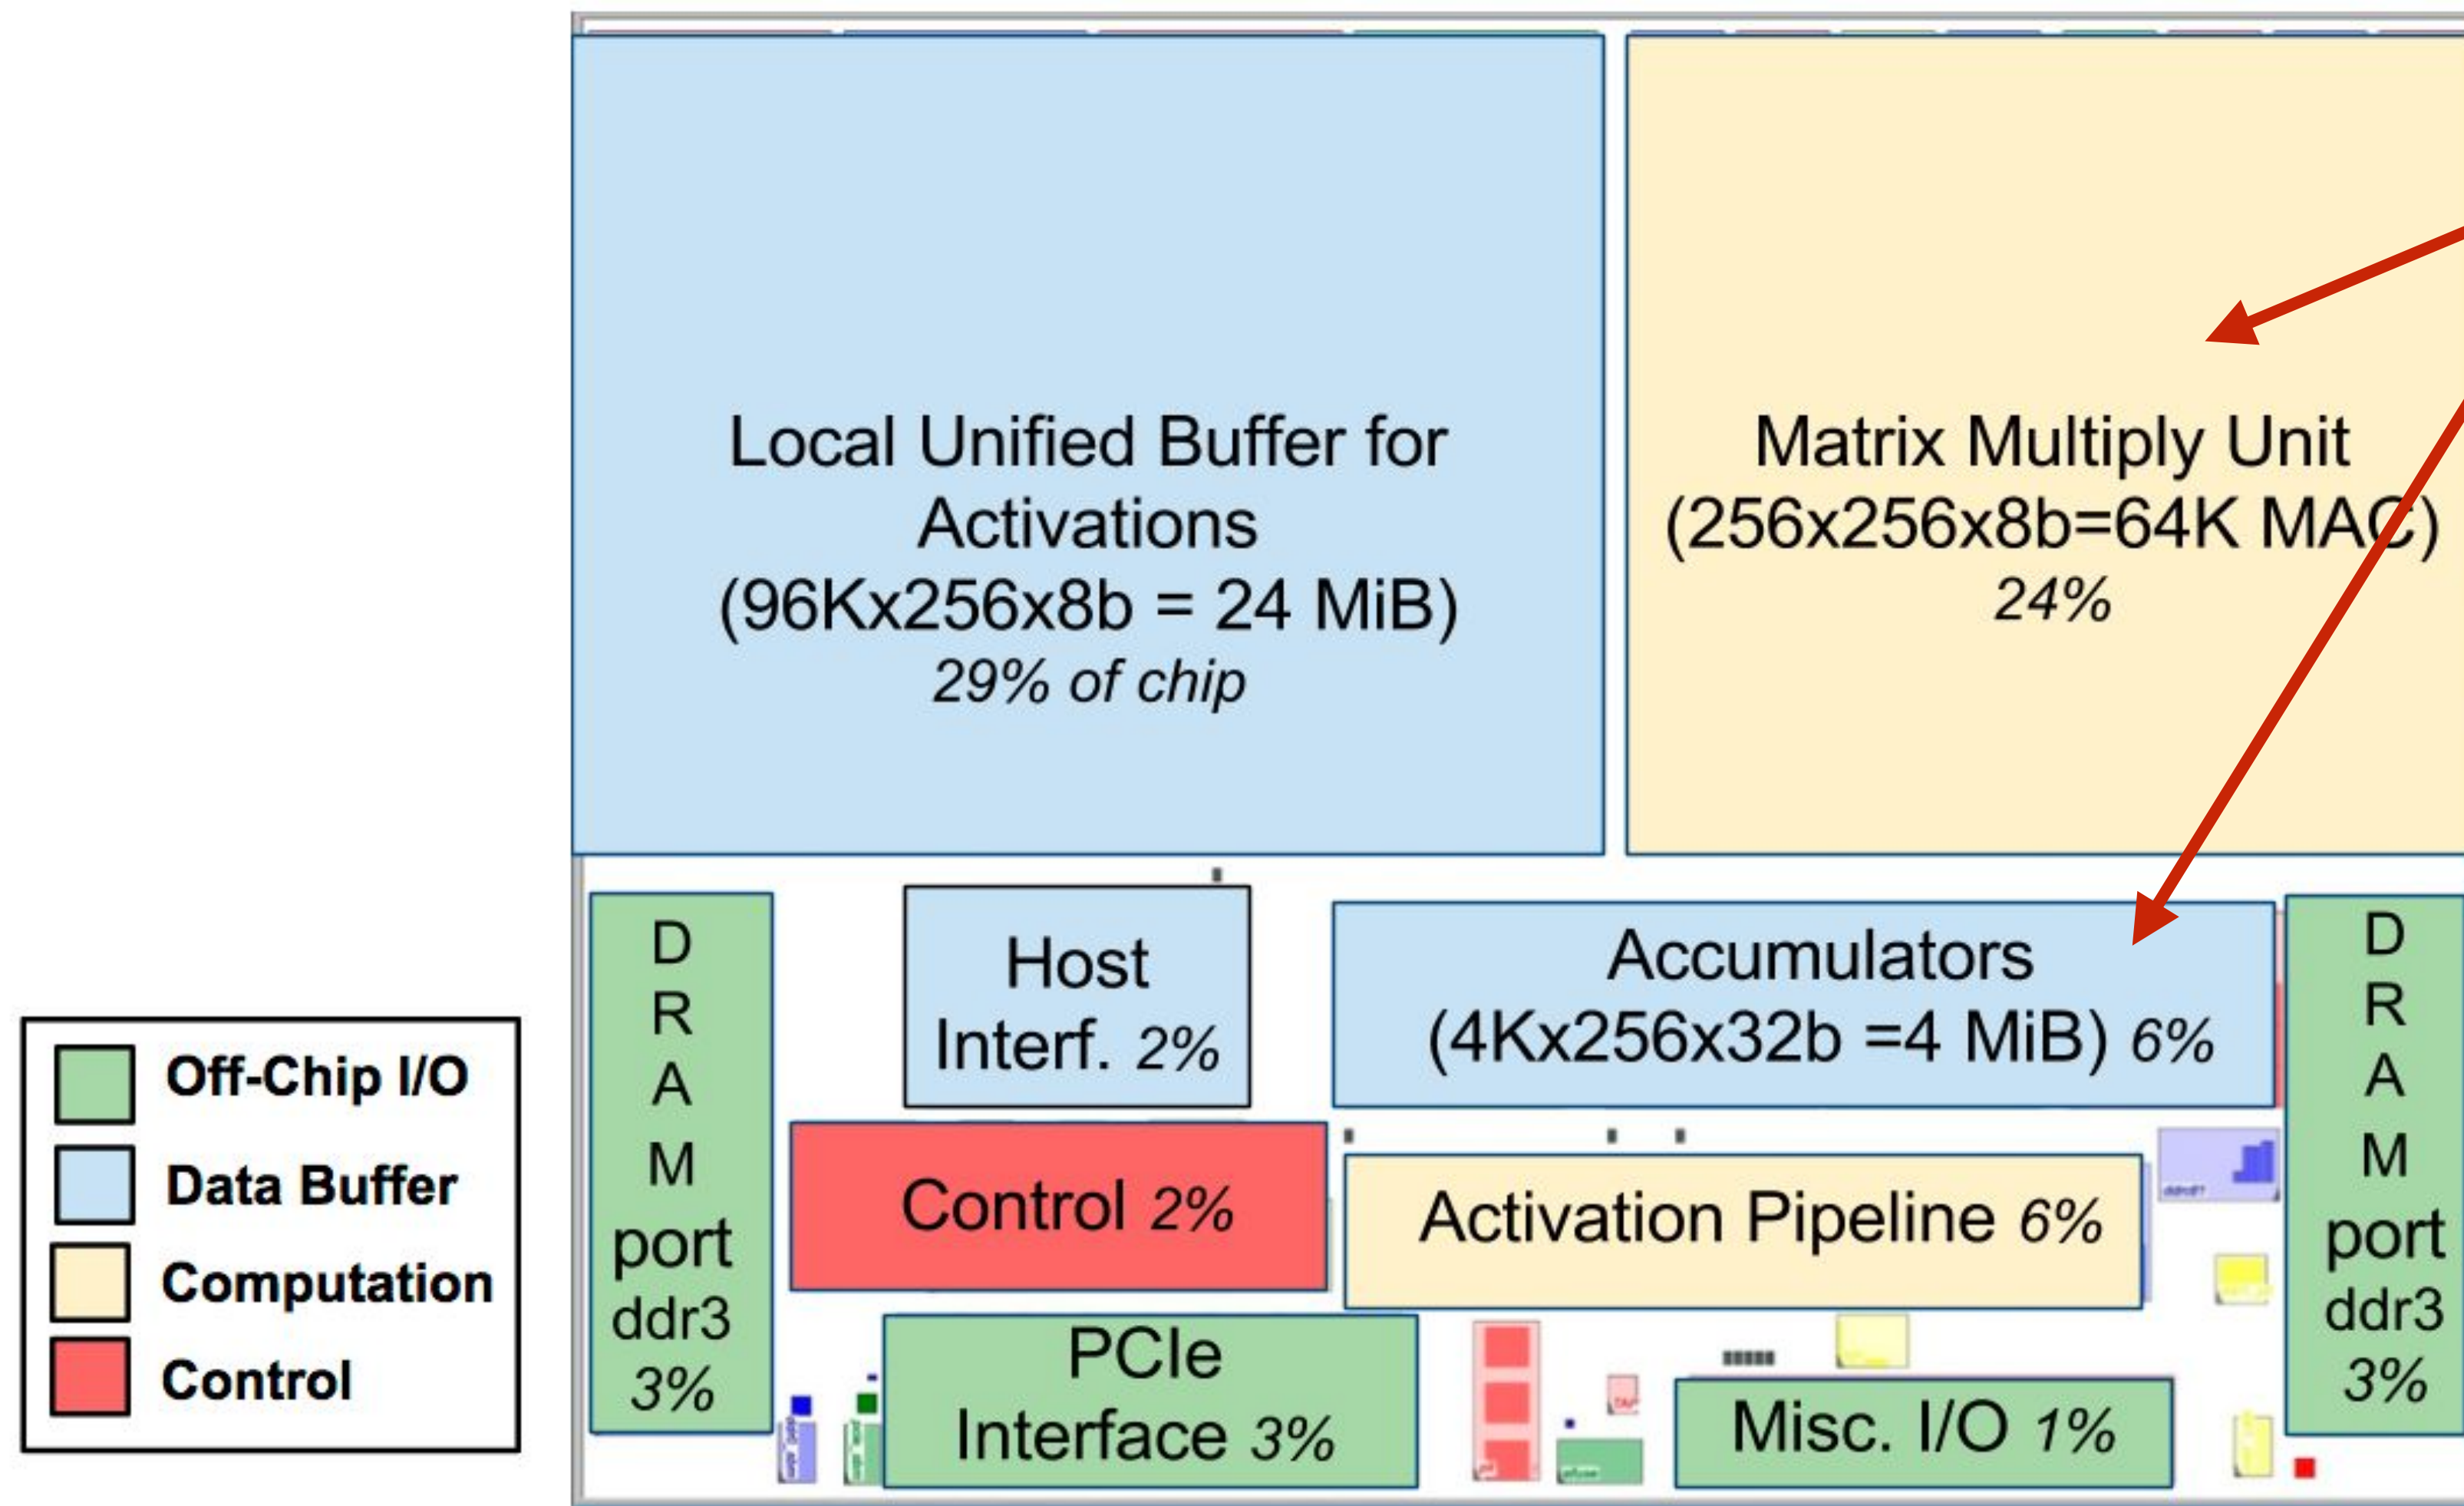 Local Unified Buffer for
Activations
(96Kx256x8b = 24 MiB)
29% of chip
Matrix Multiply Unit
(256x256x8b=64K MAC)
24%
D
R
A
M
port
ddr3
3%
Host
Interf. 2%
Accumulators
(4Kx256x32b =4 MiB) 6%
D
R
A
M
port
ddr3
3%
Control 2%
Activation Pipeline 6%
PCIe
Interface 3%
Misc. I/O 1%
Off-Chip I/O
Data Buffer
Computation
Control